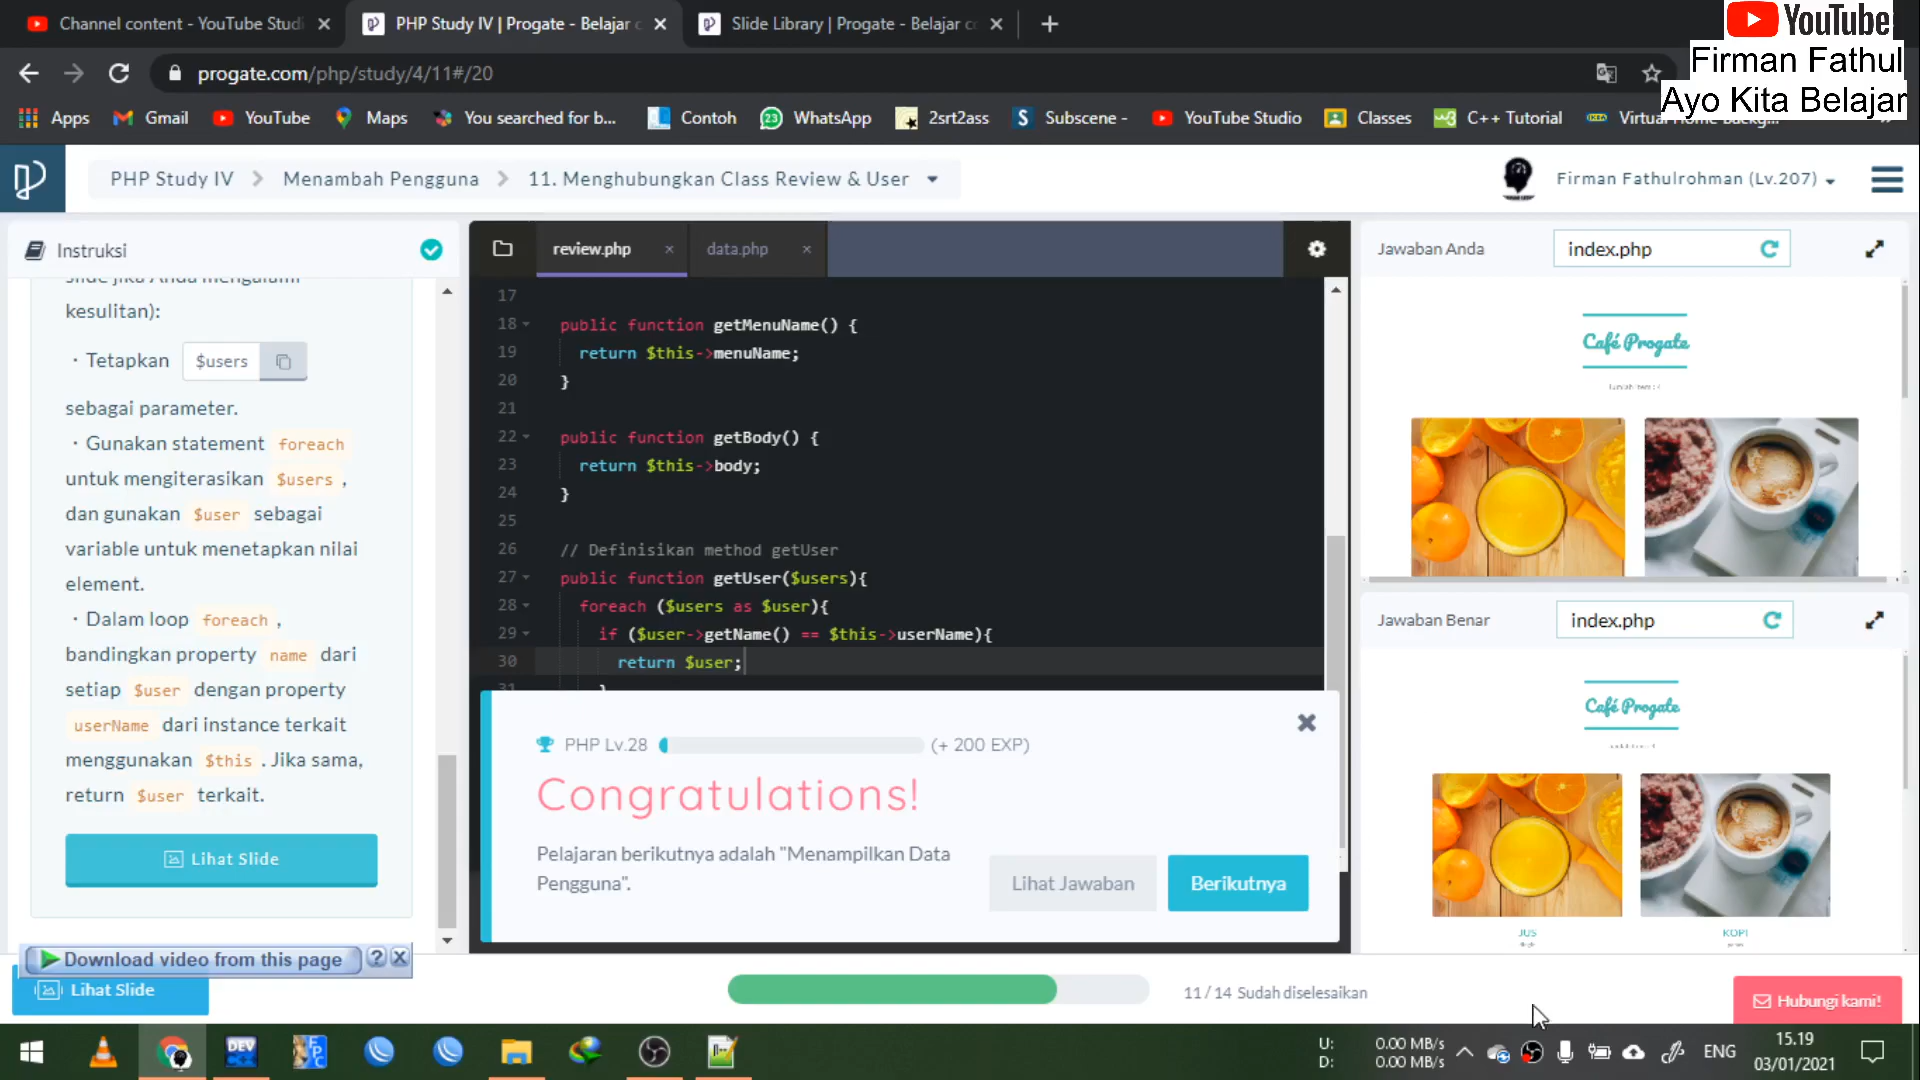 Channel content - YouTube Studi
PHP Study IV | Progate - Belajar c
Slide Library | Progate - Belajar co
YouTube
Firman Fathul
Ayo Kita Belajar
progate.com/php/study/4/11#/20
Apps
Gmail
YouTube
Maps
You searched for b...
Contoh
WhatsApp
2srt2ass
Subscene -
YouTube Studio
Classes
C++ Tutorial
PHP Study IV
Menambah Pengguna
11. Menghubungkan Class Review & User
Firman Fathulrohman (Lv.207)
Instruksi
kesulitan):
· Tetapkan $users
sebagai parameter.
· Gunakan statement foreach
untuk mengiterasikan $users ,
dan gunakan $user sebagai
variable untuk menetapkan nilai
element.
· Dalam loop foreach ,
bandingkan property name dari
setiap $user dengan property
userName dari instance terkait
menggunakan $this . Jika sama,
return $user terkait.
Lihat Slide
Download video from this page ?
Lihat Slide
review.php
data.php
17
18 public function getMenuName() {
19 return $this->menuName;
20 }
21
22 public function getBody() {
23 return $this->body;
24 }
25
26 // Definisikan method getUser
27 public function getUser($users){
28 foreach ($users as $user){
29 if ($user->getName() == $this->userName){
30 return $user;
31 }
PHP Lv.28 (+ 200 EXP)
Congratulations!
Pelajaran berikutnya adalah "Menampilkan Data
Pengguna".
Lihat Jawaban
Berikutnya
Jawaban Anda
index.php
Café Progate
Jawaban Benar
index.php
Café Progate
JUS
KOPI
11 / 14 Sudah diselesaikan
Hubungi kami!
DEV
U: 0.00 MB/s
D: 0.00 MB/s
ENG
15.19
03/01/2021